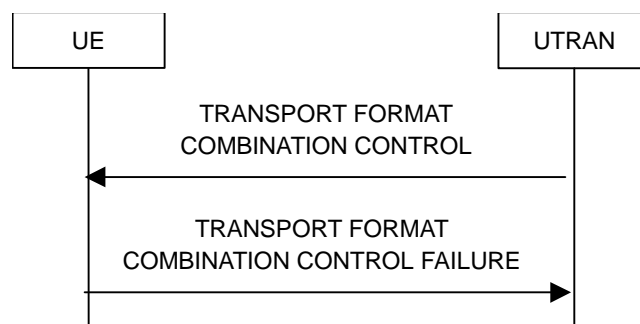 UE
UTRAN
TRANSPORT FORMAT
COMBINATION CONTROL
TRANSPORT FORMAT
COMBINATION CONTROL FAILURE